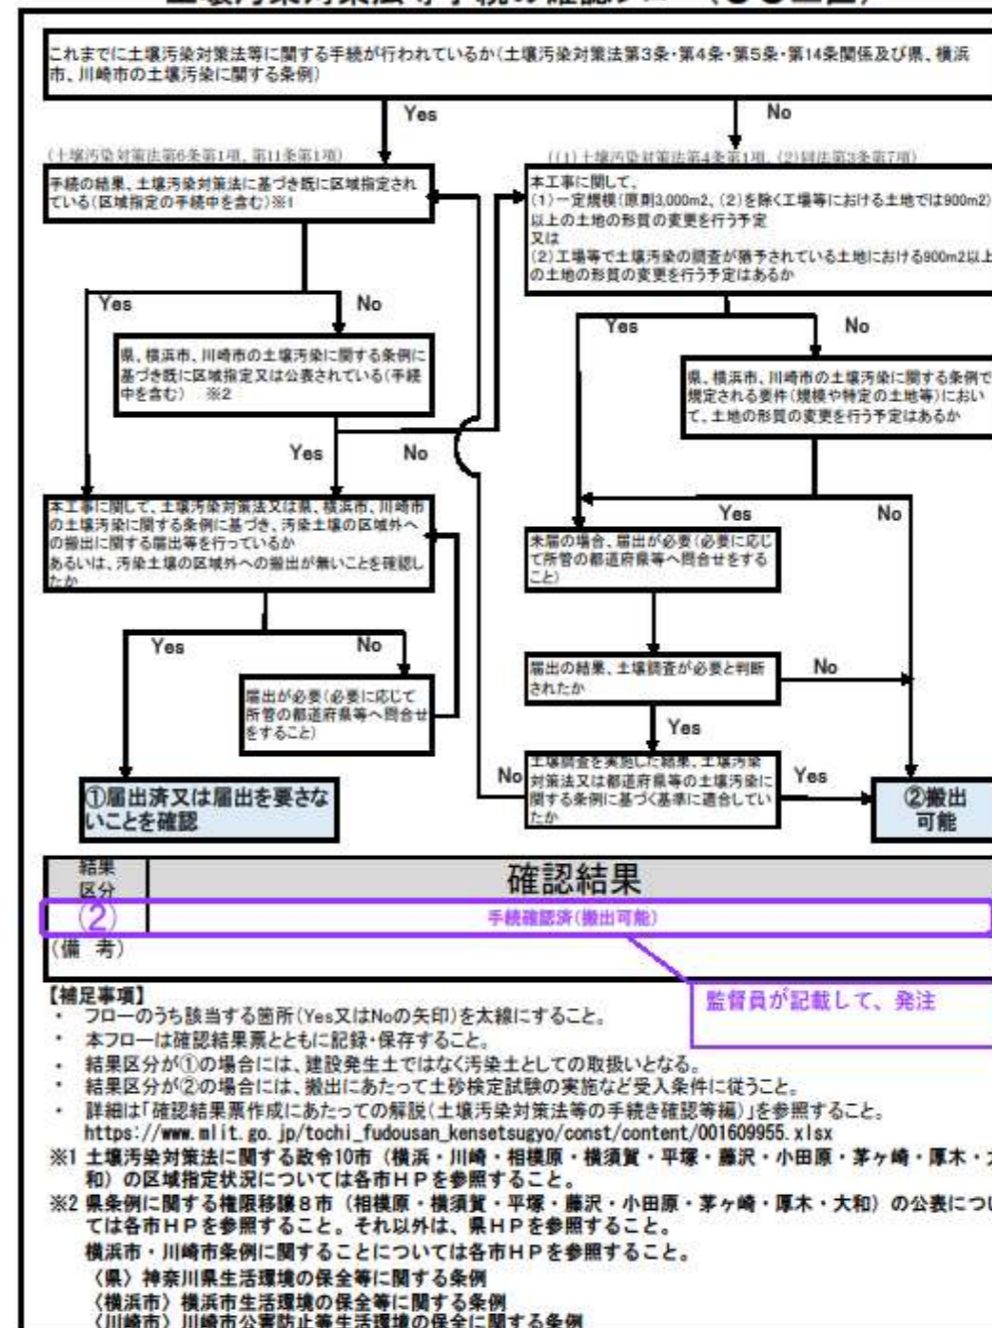 これまでに土壌汚染対策法等に関する手続が行われているか(土壌汚染対策法第3条・第4条・第5条・第14条関係及び県、横浜
市、川崎市の土壌汚染に関する条例)
Yes
No
(土壌汚染対策法第6条第1項、第11条第1項)
((1)土壌汚染対策法第4条第1項、(2)同法第3条第7項)
手続の結果、土壌汚染対策法に基づき既に区域指定され
ている(区域指定の手続中を含む)※1
本工事に関して、
(1)一定規模(原則3,000m2、(2)を除く工場等における土地では900m2)
以上の土地の形質の変更を行う予定
又は
(2)工場等で土壌汚染の調査が猶予されている土地における900m2以上
の土地の形質の変更を行う予定はあるか
Yes
No
Yes
No
県、横浜市、川崎市の土壌汚染に関する条例に
基づき既に区域指定又は公表されている(手続
中を含む) ※2
県、横浜市、川崎市の土壌汚染に関する条例で
規定される要件(規模や特定の土地等)におい
て、土地の形質の変更を行う予定はあるか
Yes
No
Yes
No
本工事に関して、土壌汚染対策法又は県、横浜市、川崎市
の土壌汚染に関する条例に基づき、汚染土壌の区域外へ
の搬出に関する届出等を行っているか
あるいは、汚染土壌の区域外への搬出が無いことを確認し
たか
未届の場合、届出が必要(必要に応じ
て所管の都道府県等へ問合せをする
こと)
Yes
No
届出が必要(必要に応じて
所管の都道府県等へ問合せ
をすること)
届出の結果、土壌調査が必要と判断
されたか
No
Yes
土壌調査を実施した結果、土壌汚染
対策法又は都道府県等の土壌汚染に
関する条例に基づく基準に適合してい
たか
No
Yes
①届出済又は届出を要さな
いことを確認
②搬出
可能
結果
区分
確認結果
(2)
手続確認済(搬出可能)
(備 考)
監督員が記載して、発注
【補足事項】
・ フローのうち該当する箇所(Yes又はNoの矢印)を太線にすること。
・ 本フローは確認結果票とともに記録・保存すること。
・ 結果区分が①の場合には、建設発生土ではなく汚染土としての取扱いとなる。
・ 結果区分が②の場合には、搬出にあたって土砂検定試験の実施など受入条件に従うこと。
・ 詳細は「確認結果票作成にあたっての解説(土壌汚染対策法等の手続き確認等編)」を参照すること。
https://www.mlit.go.jp/tochi_fudousan_kensetsugyo/const/content/001609955.xlsx
※1 土壌汚染対策法に関する政令10市(横浜・川崎・相模原・横須賀・平塚・藤沢・小田原・茅ヶ崎・厚木・
和)の区域指定状況については各市HPを参照すること。
※2 県条例に関する権限移譲8市(相模原・横須賀・平塚・藤沢・小田原・茅ヶ崎・厚木・大和)の公表につい
ては各市HPを参照すること。それ以外は、県HPを参照すること。
横浜市・川崎市条例に関することについては各市HPを参照すること。
〈県〉神奈川県生活環境の保全等に関する条例
〈横浜市〉横浜市生活環境の保全等に関する条例
〈川崎市〉川崎市公害防止等生活環境の保全に関する条例